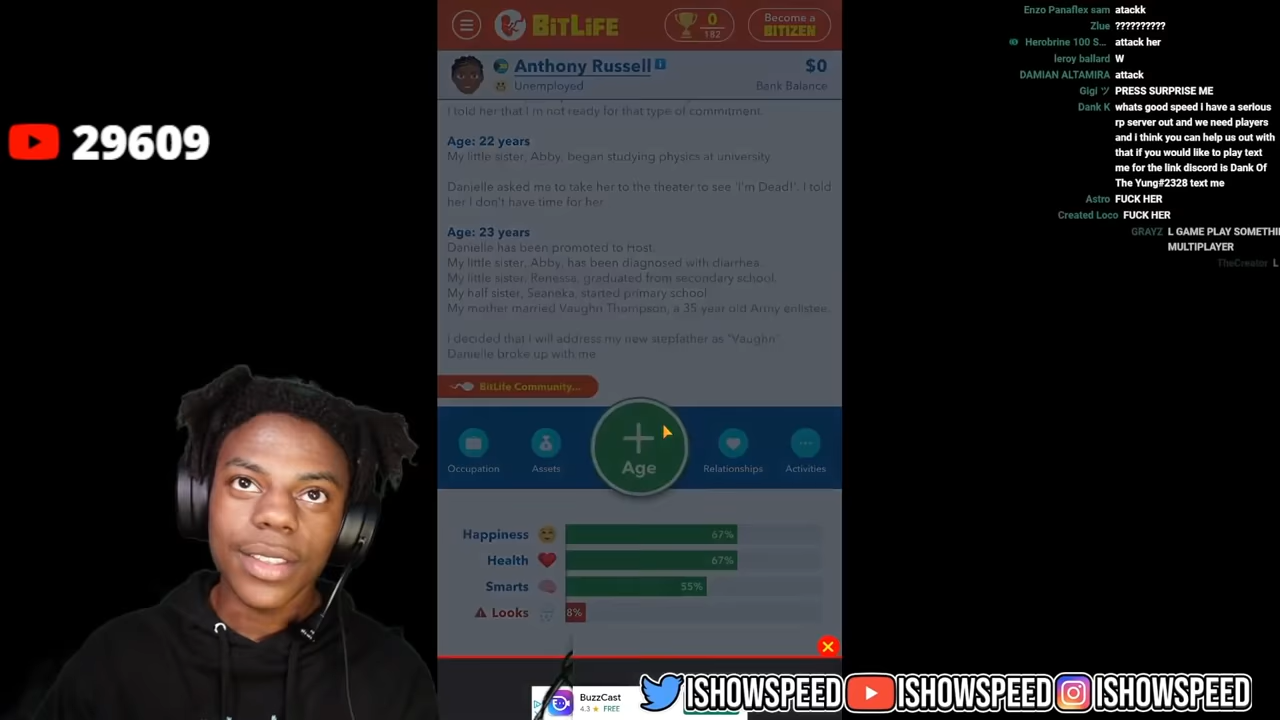 29609
BITLIFE
0
182
Become a
BITIZEN
Anthony Russell
$0
Unemployed
Bank Balance
I told her that I'm not ready for that type of commitment.
Age: 22 years
My little sister, Abby, began studying physics at university.
Danielle asked me to take her to the theater to see 'I'm Dead!'. I told
her I don't have time for her
Age: 23 years
Danielle has been promoted to Host.
My little sister, Abby, has been diagnosed with diarrhea.
My little sister, Renessa, graduated from secondary school.
My half sister, Seaneka, started primary school
My mother married Vaughn Thompson, a 35 year old Army enlistee.
I decided that I will address my new stepfather as "Vaughn"
Danielle broke up with me
BitLife Community...
Occupation
Assets
Age
Relationships
Activities
Happiness 67%
Health 67%
Smarts 55%
Looks 8%
BuzzCast
4.3 ★ FREE
Enzo Panaflex sam atackk
Zlue ??????????
Herobrine 100 S... attack her
leroy ballard W
DAMIAN ALTAMIRA attack
Gigi ツ PRESS SURPRISE ME
Dank K whats good speed i have a serious
rp server out and we need players
and i think you can help us out with
that if you would like to play text
me for the link discord is Dank Of
The Yung#2328 text me
Astro FUCK HER
Created Loco FUCK HER
GRAYZ L GAME PLAY SOMETHI
MULTIPLAYER
TheCreator L
ISHOWSPEED ISHOWSPEED ISHOWSPEED